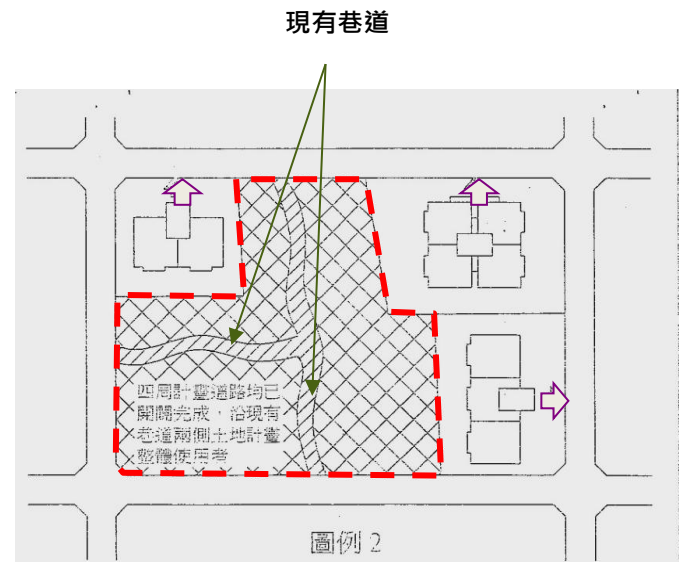 現有巷道
四周計畫道路均已
開闢完成，沿現有
巷道兩側土地計畫
整體使用者
圖例 2